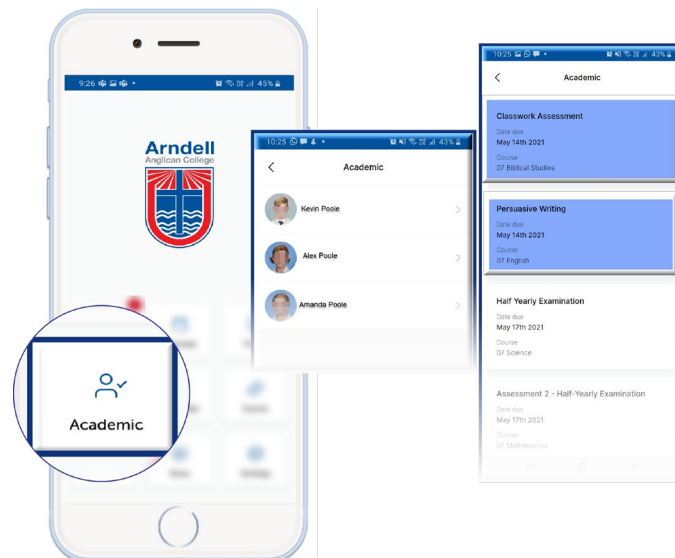 9:26
45%
Arndell
Anglican College
Academic
10:25
43%
Academic
Kevin Poole
Alex Poole
Amanda Poole
10:25
43%
Academic
Classwork Assessment
Date due
May 14th 2021
Course
07 Biblical Studies
Persuasive Writing
Date due
May 14th 2021
Course
07 English
Half Yearly Examination
Date due
May 17th 2021
Course
07 Science
Assessment 2 - Half-Yearly Examination
Date due
May 17th 2021
Course
07 Mathematics